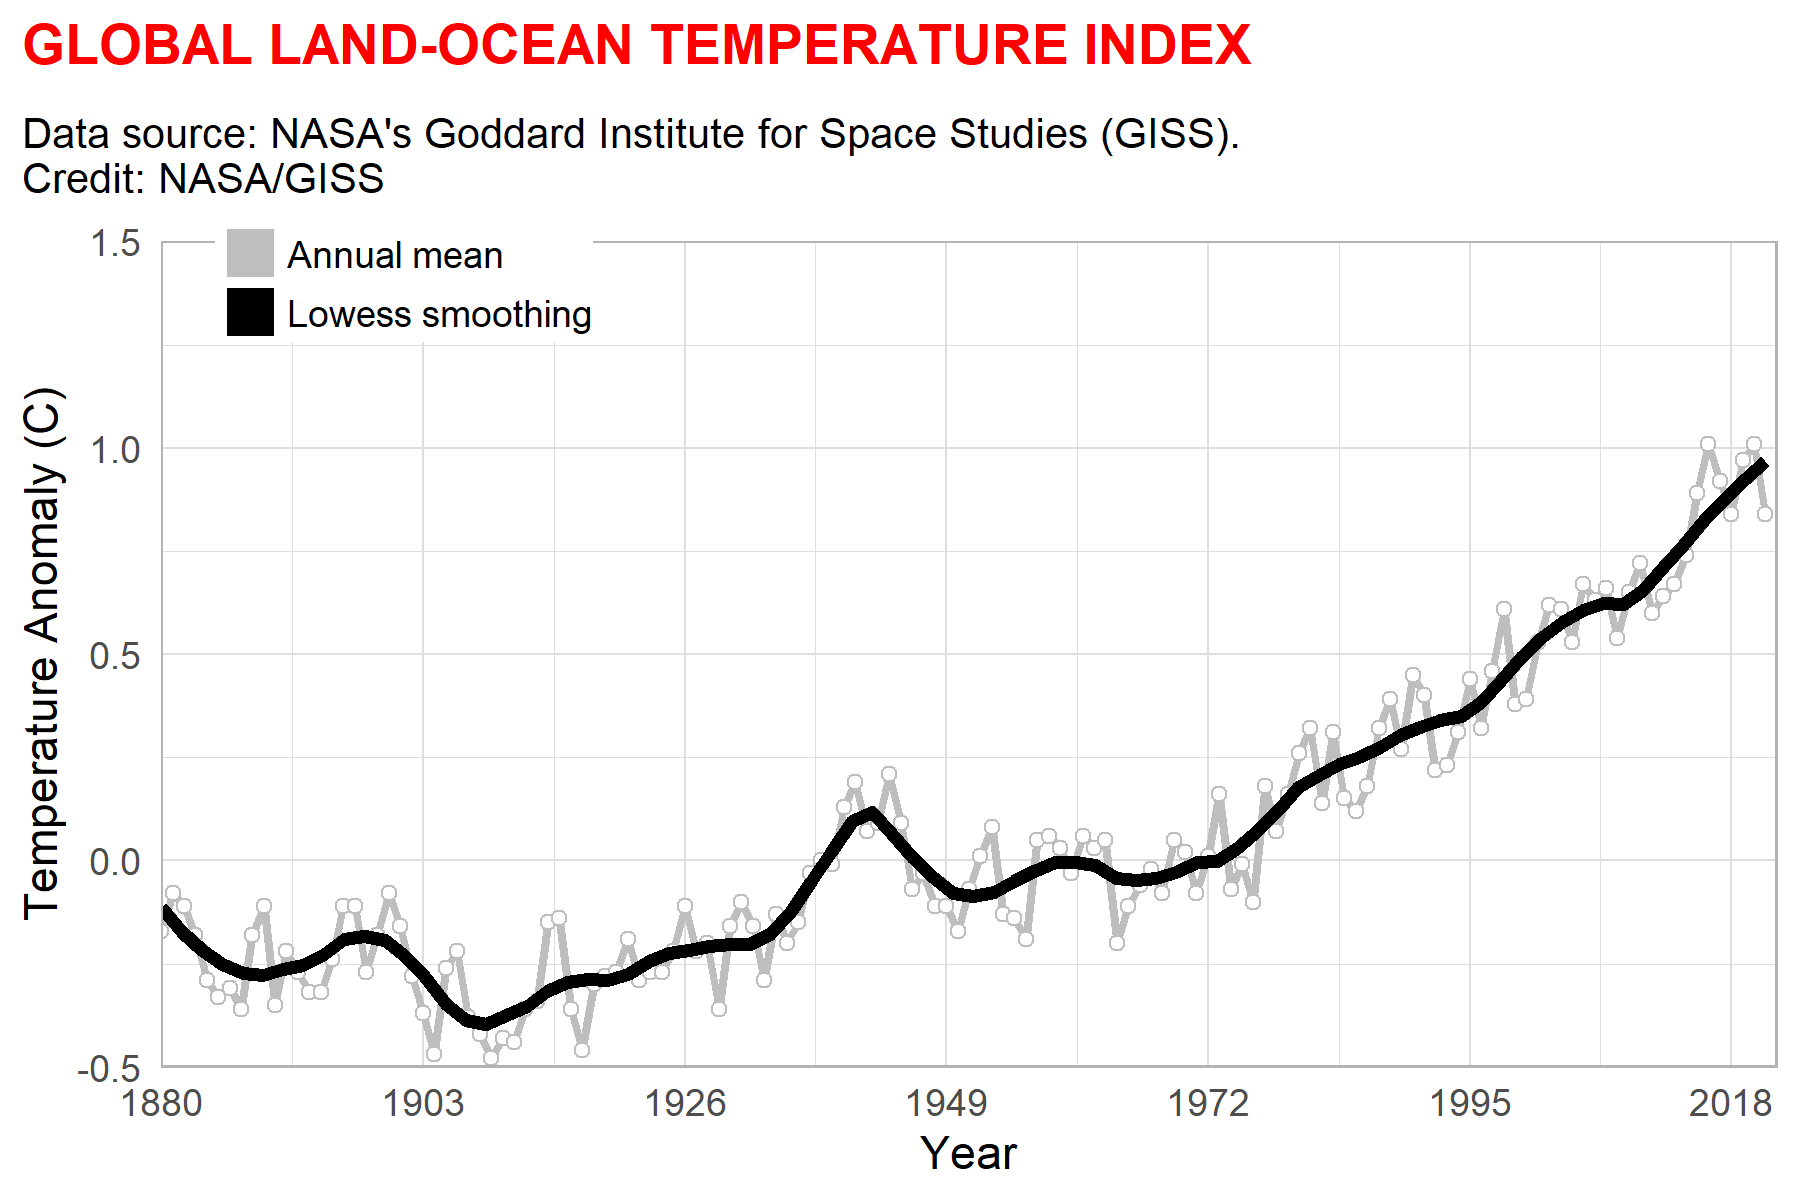 GLOBAL LAND-OCEAN TEMPERATURE INDEX
Data source: NASA's Goddard Institute for Space Studies (GISS).
Credit: NASA/GISS
Annual mean
Lowess smoothing
Temperature Anomaly (C)
1.5
1.0
0.5
0.0
-0.5
1880 1903 1926 1949 1972 1995 2018
Year